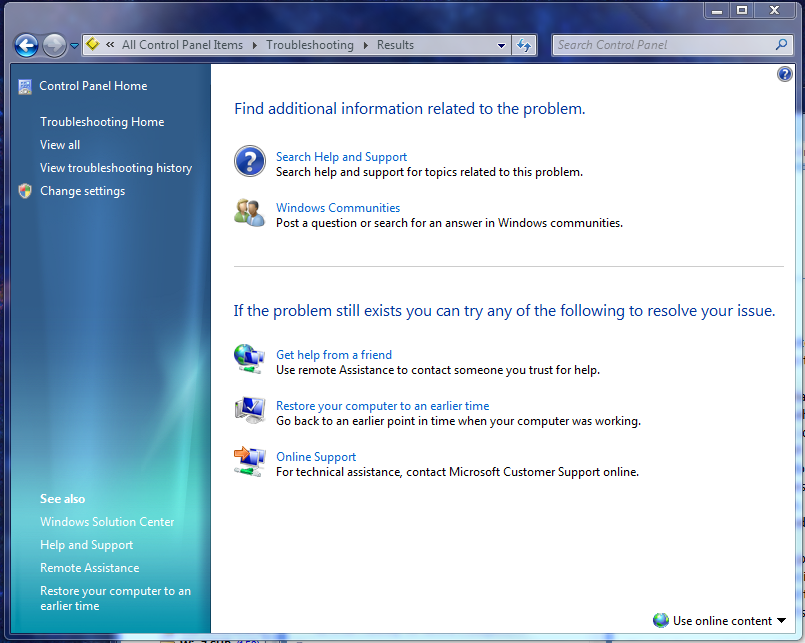 « All Control Panel Items ▸ Troubleshooting ▸ Results
Search Control Panel
Control Panel Home
Troubleshooting Home
View all
View troubleshooting history
Change settings
Find additional information related to the problem.
Search Help and Support
Search help and support for topics related to this problem.
Windows Communities
Post a question or search for an answer in Windows communities.
If the problem still exists you can try any of the following to resolve your issue.
Get help from a friend
Use remote Assistance to contact someone you trust for help.
Restore your computer to an earlier time
Go back to an earlier point in time when your computer was working.
Online Support
For technical assistance, contact Microsoft Customer Support online.
See also
Windows Solution Center
Help and Support
Remote Assistance
Restore your computer to an
earlier time
Use online content